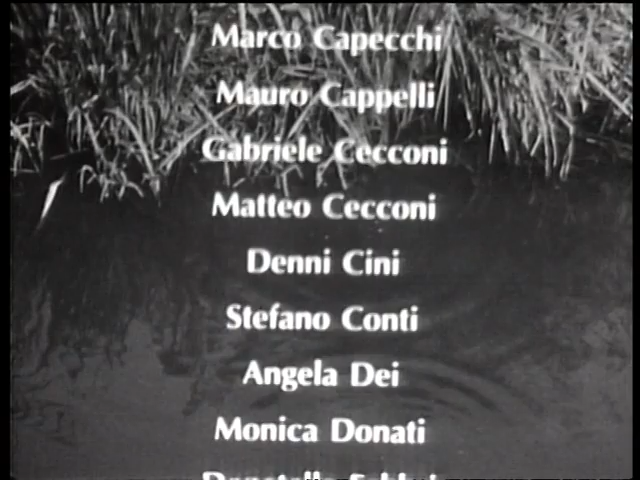 Marco Capecchi
Mauro Cappelli
Gabriele Cecconi
Matteo Cecconi
Denni Cini
Stefano Conti
Angela Dei
Monica Donati